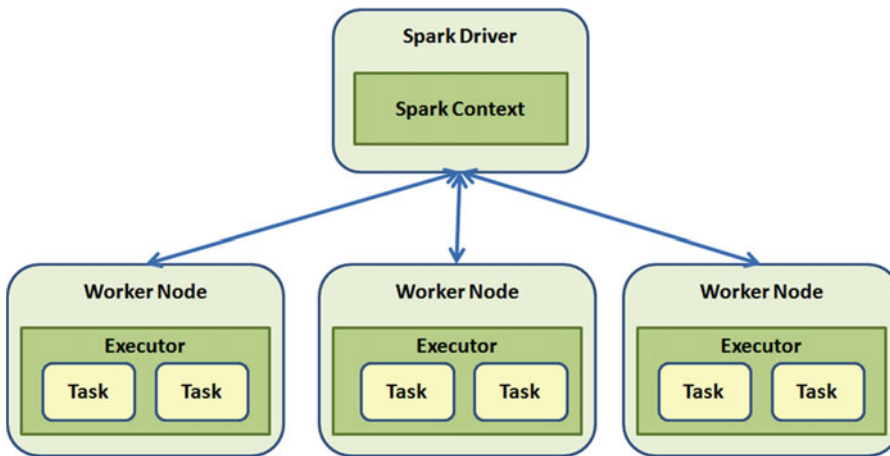 Spark Driver
Spark Context
Worker Node
Executor
Task Task
Worker Node
Executor
Task Task
Worker Node
Executor
Task Task